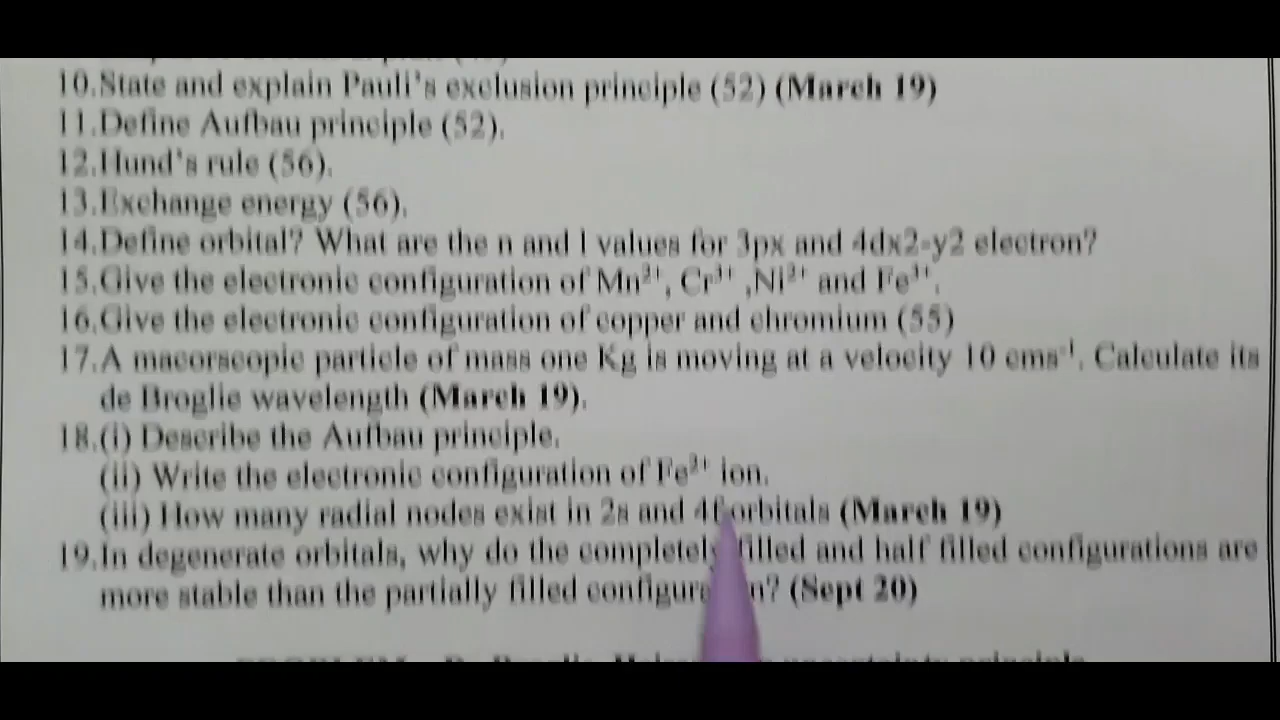 10.State and explain Pauli's exclusion principle (52) (March 19)
11.Define Aufbau principle (52).
12.Hund's rule (56).
13.Exchange energy (56).
14.Define orbital? What are the n and l values for 3px and 4dx2-y2 electron?
15.Give the electronic configuration of Mn²⁺, Cr³⁺ ,Ni²⁺ and Fe³⁺.
16.Give the electronic configuration of copper and chromium (55)
17.A macorscopic particle of mass one Kg is moving at a velocity 10 cms⁻¹. Calculate its
de Broglie wavelength (March 19).
18.(i) Describe the Aufbau principle.
(ii) Write the electronic configuration of Fe ion.
(iii) How many radial nodes exist in 2s and 4f orbitals (March 19)
19.In degenerate orbitals, why do the completely filled and half filled configurations are
more stable than the partially filled? (Sept 20)
principle